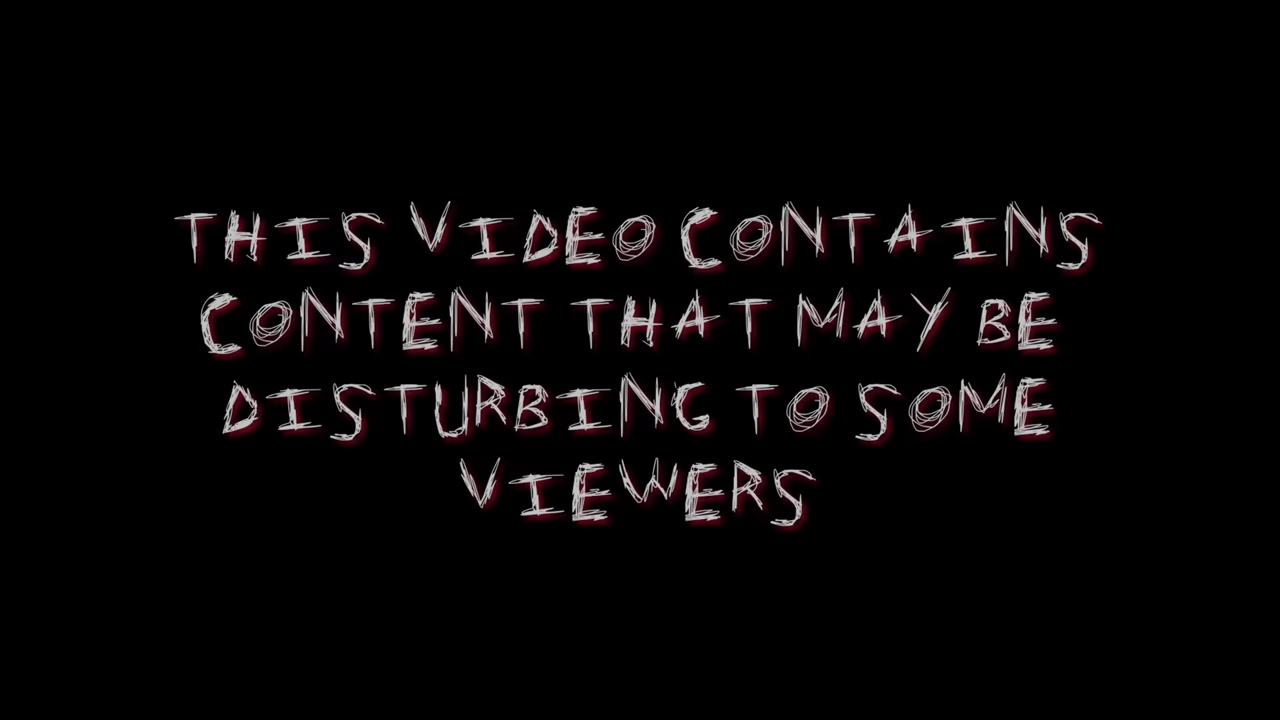 THIS VIDEO CONTAINS
CONTENT THAT MAY BE
DISTURBING TO SOME
VIEWERS